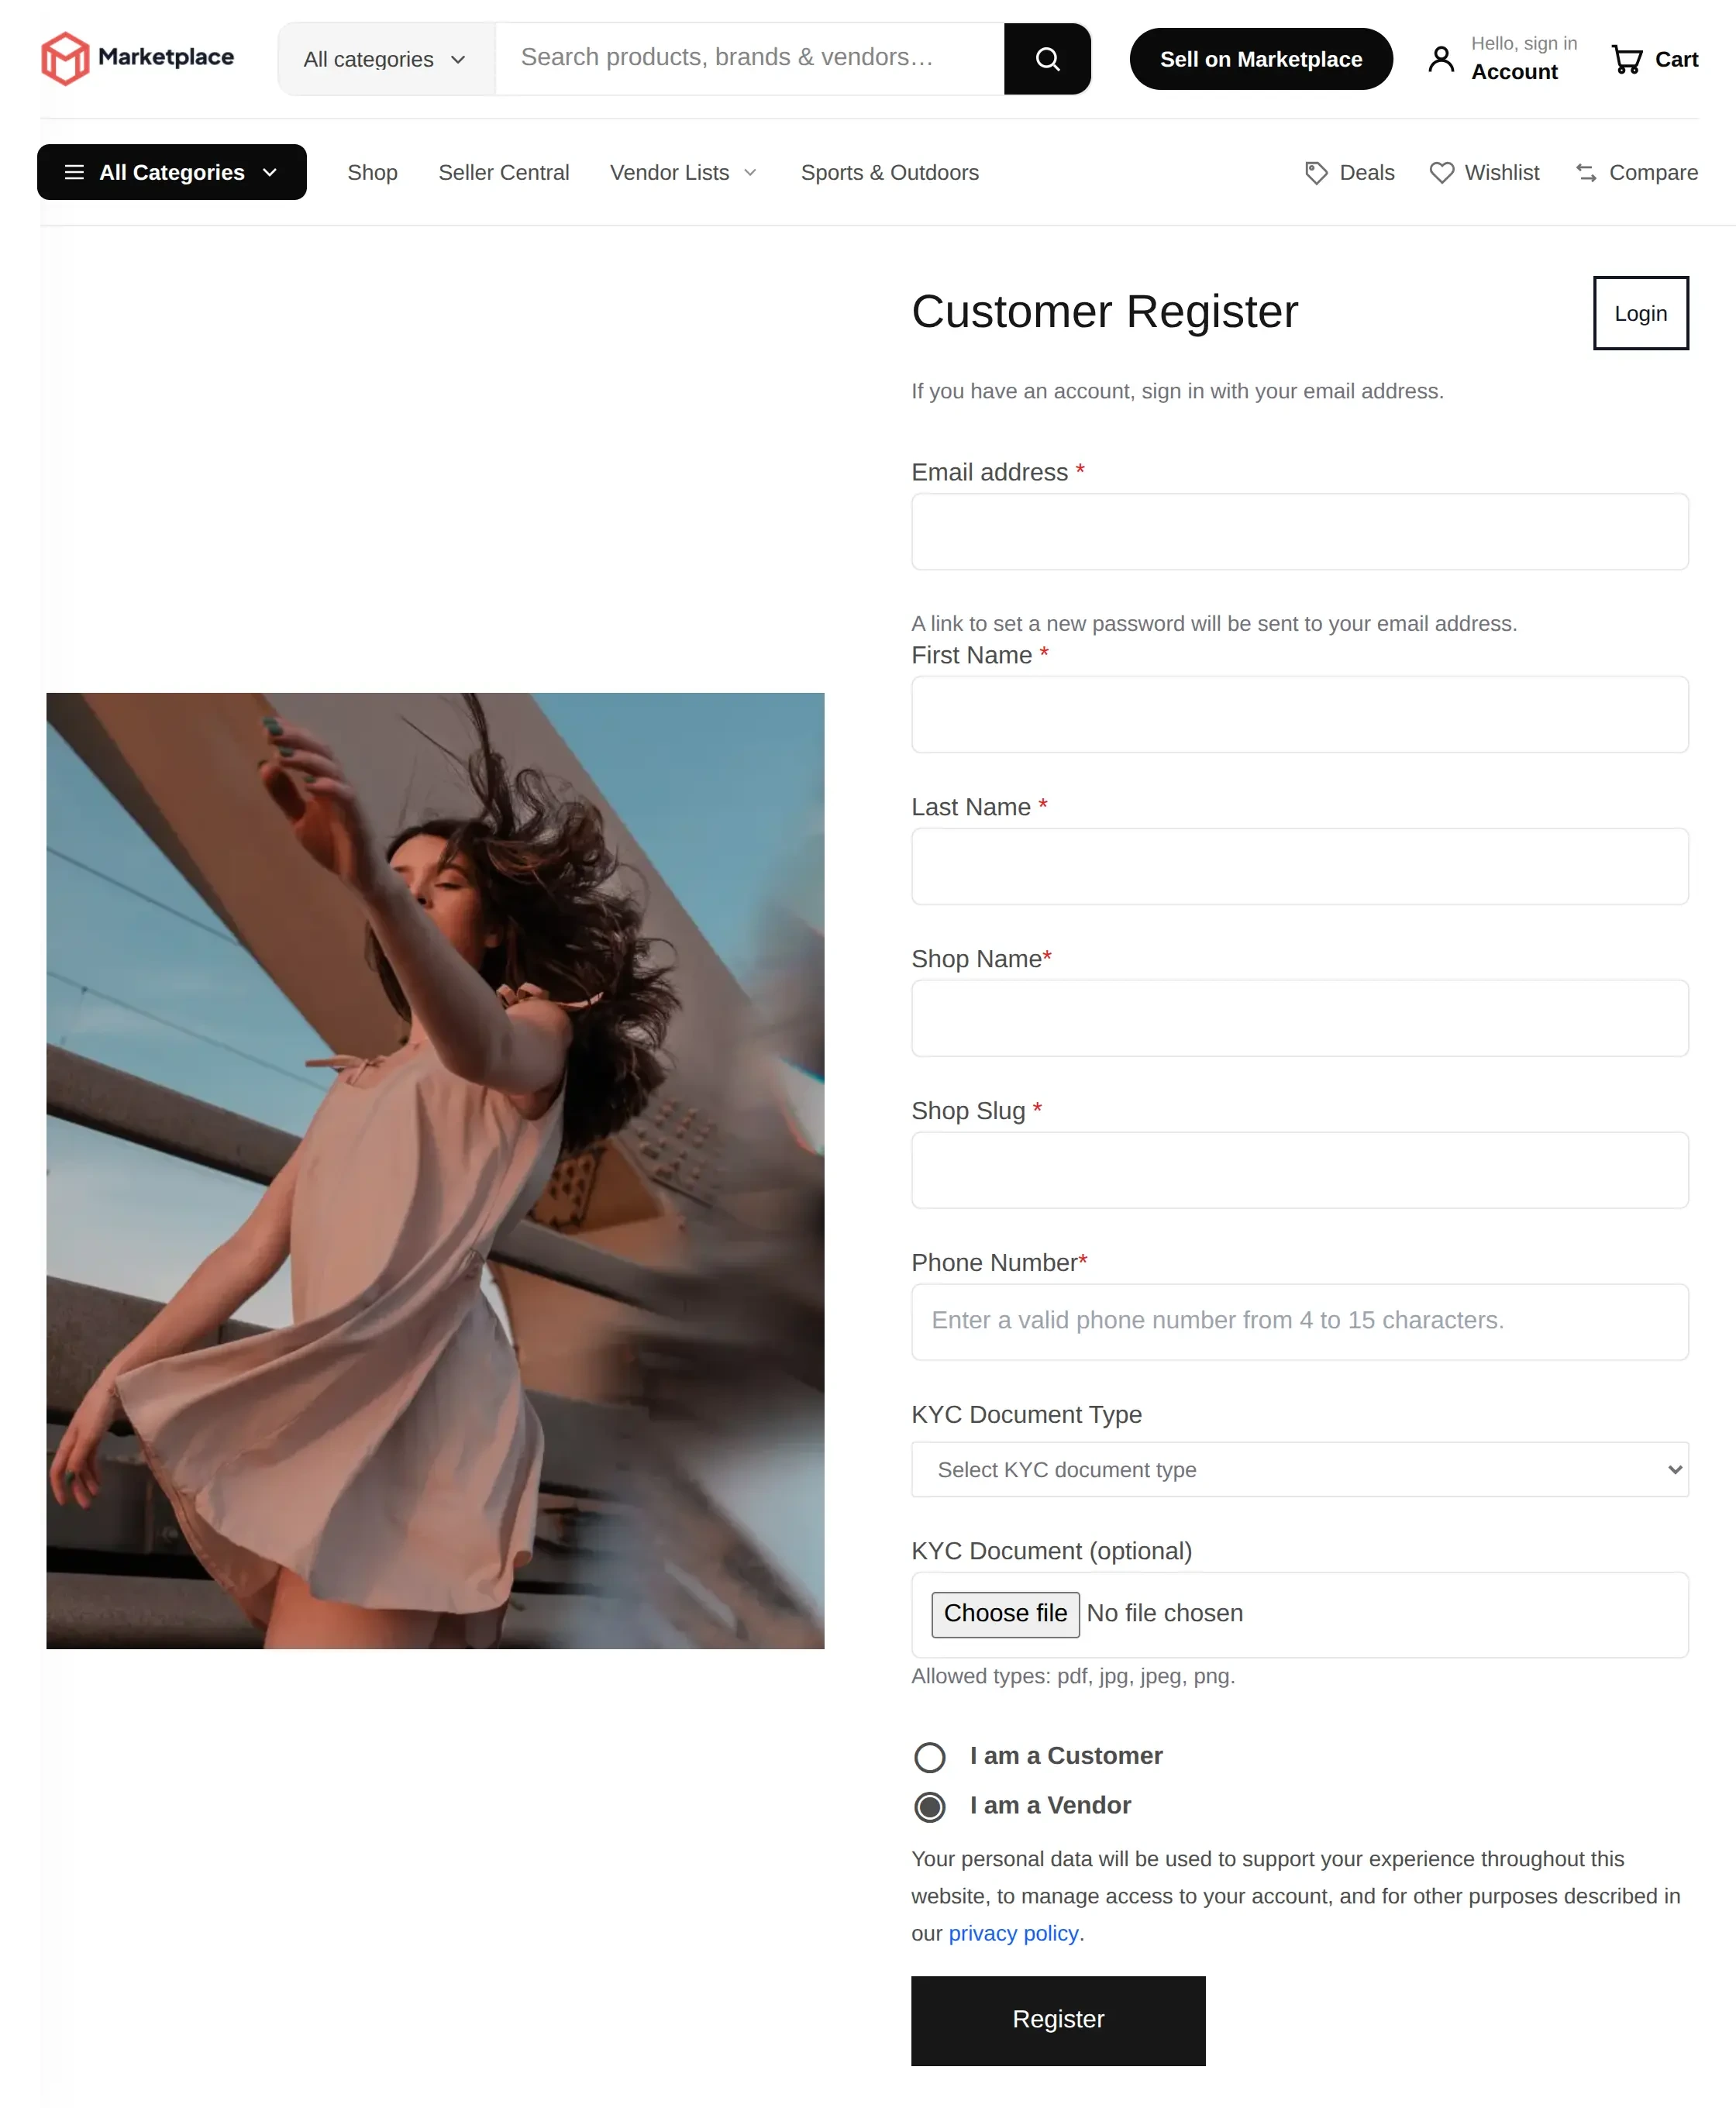 Marketplace
All categories
Search products, brands & vendors…
Sell on Marketplace
Hello, sign in
Account
Cart
All Categories
Shop
Seller Central
Vendor Lists
Sports & Outdoors
Deals
Wishlist
Compare
Customer Register
Login
If you have an account, sign in with your email address.
Email address *
A link to set a new password will be sent to your email address.
First Name *
Last Name *
Shop Name*
Shop Slug *
Phone Number*
Enter a valid phone number from 4 to 15 characters.
KYC Document Type
Select KYC document type
KYC Document (optional)
Choose file No file chosen
Allowed types: pdf, jpg, jpeg, png.
I am a Customer
I am a Vendor
Your personal data will be used to support your experience throughout this
website, to manage access to your account, and for other purposes described in
our privacy policy.
Register